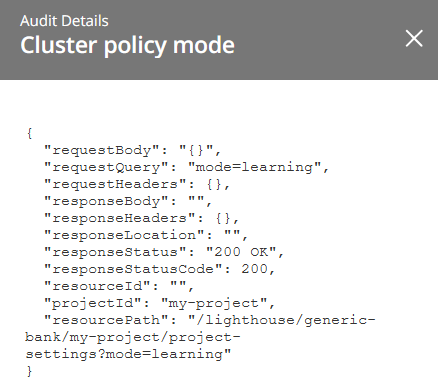 Audit Details
Cluster policy mode
{
"requestBody": "{}",
"requestQuery": "mode=learning",
"requestHeaders": {},
"responseBody": "",
"responseHeaders": {},
"responseLocation": "",
"responseStatus": "200 OK",
"responseStatusCode": 200,
"resourceId": "",
"projectId": "my-project",
"resourcePath": "/lighthouse/generic-
bank/my-project/project-
settings?mode=learning"
}